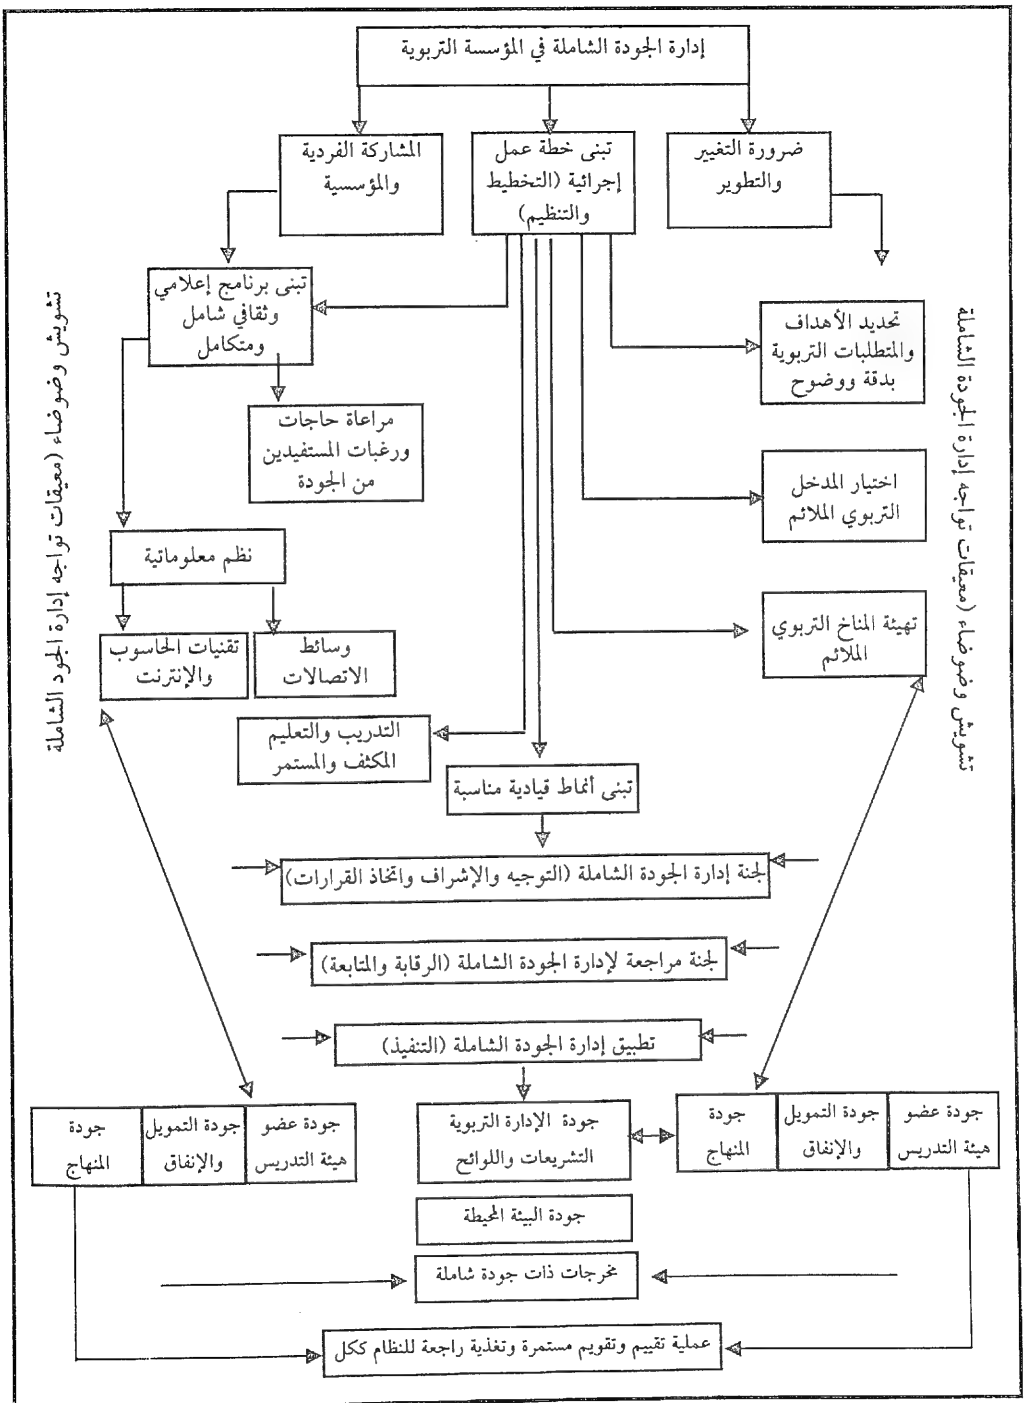 إدارة الجودة الشاملة في المؤسسة التربوية
ضرورة التغيير
والتطوير
تبنى خطة عمل
إجرائية (التخطيط
والتنظيم)
المشاركة الفردية
والمؤسسية
تبنى برنامج إعلامي
وثقافي شامل
ومتكامل
تحديد الأهداف
والمتطلبات التربوية
بدقة ووضوح
مراعاة حاجات
ورغبات المستفيدين
من الجودة
اختيار المدخل
التربوي الملائم
نظم معلوماتية
تهيئة المناخ التربوي
الملائم
وسائط
الاتصالات
تقنيات الحاسوب
والإنترنت
التدريب والتعليم
المكثف والمستمر
تبنى أنماط قيادية مناسبة
لجنة إدارة الجودة الشاملة (التوجيه والإشراف واتخاذ القرارات)
لجنة مراجعة لإدارة الجودة الشاملة (الرقابة والمتابعة)
تطبيق إدارة الجودة الشاملة (التنفيذ)
جودة عضو
هيئة التدريس
جودة التمويل
والإنفاق
جودة
المنهاج
جودة الإدارة التربوية
التشريعات واللوائح
جودة عضو
هيئة التدريس
جودة التمويل
والإنفاق
جودة
المنهاج
جودة البيئة المحيطة
مخرجات ذات جودة شاملة
عملية تقييم وتقويم مستمرة وتغذية راجعة للنظام ككل
تشويش وضوضاء (معيقات تواجه إدارة الجودة الشاملة
تشويش وضوضاء (معيقات تواجه إدارة الجود الشاملة